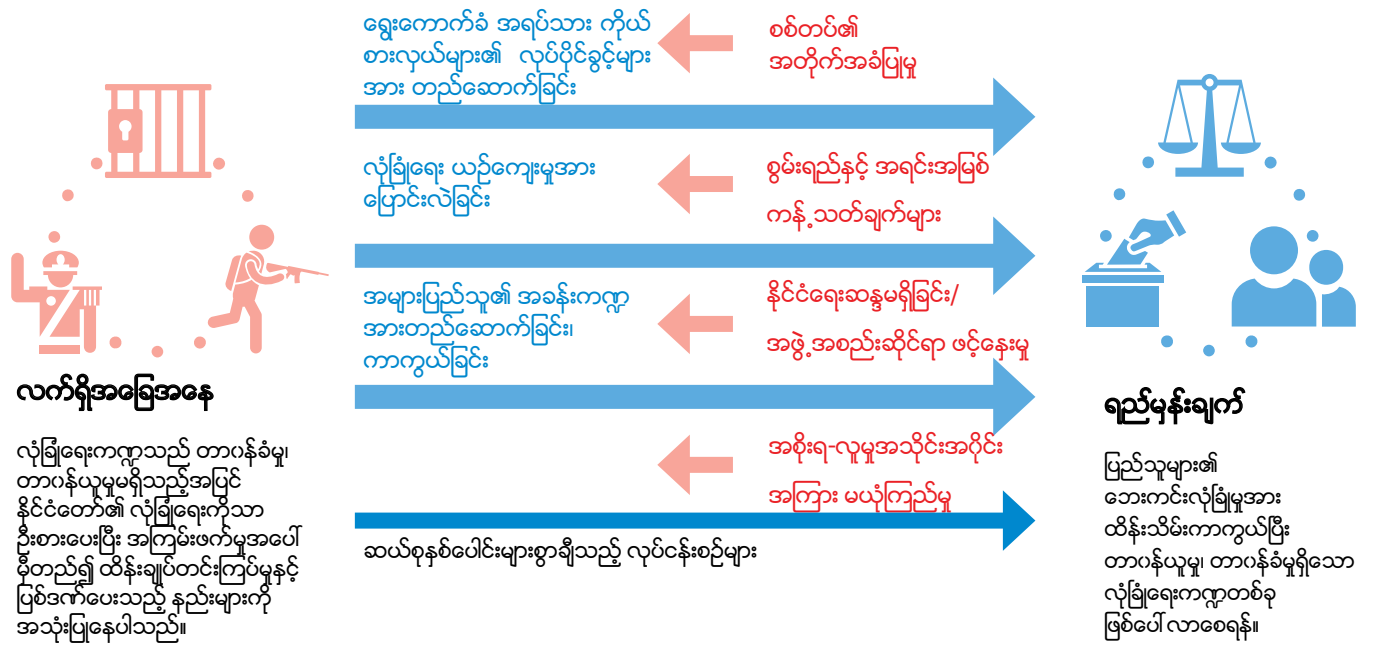 ရွေးကောက်ခံ အရပ်သား ကိုယ်
စားလှယ်များ၏ လုပ်ပိုင်ခွင့်များ
အား တည်ဆောက်ခြင်း
စစ်တပ်၏
အတိုက်အခံပြုမှု
လုံခြုံရေး ယဉ်ကျေးမှုအား
ပြောင်းလဲခြင်း
စွမ်းရည်နှင့် အရင်းအမြစ်
ကန့်သတ်ချက်များ
အများပြည်သူ၏ အခန်းကဏ္ဍ
အားတည်ဆောက်ခြင်း၊
ကာကွယ်ခြင်း
နိုင်ငံရေးဆန္ဒမရှိခြင်း/
အဖွဲ့အစည်းဆိုင်ရာ ဖင့်နှေးမှု
အစိုးရ-လူမှုအသိုင်းအဝိုင်း
အကြား မယုံကြည်မှု
ဆယ်စုနှစ်ပေါင်းများစွာချီသည့် လုပ်ငန်းစဉ်များ
လက်ရှိအခြေအနေ
လုံခြုံရေးကဏ္ဍသည် တာဝန်ခံမှု၊
တာဝန်ယူမှုမရှိသည့်အပြင်
နိုင်ငံတော်၏ လုံခြုံရေးကိုသာ
ဦးစားပေးပြီး အကြမ်းဖက်မှုအပေါ်
မှီတည်၍ ထိန်းချုပ်တင်းကြပ်မှုနှင့်
ပြစ်ဒဏ်ပေးသည့် နည်းများကို
အသုံးပြုနေပါသည်။
ရည်မှန်းချက်
ပြည်သူများ၏
ဘေးကင်းလုံခြုံမှုအား
ထိန်းသိမ်းကာကွယ်ပြီး
တာဝန်ယူမှု၊ တာဝန်ခံမှုရှိသော
လုံခြုံရေးကဏ္ဍတစ်ခု
ဖြစ်ပေါ်လာစေရန်။